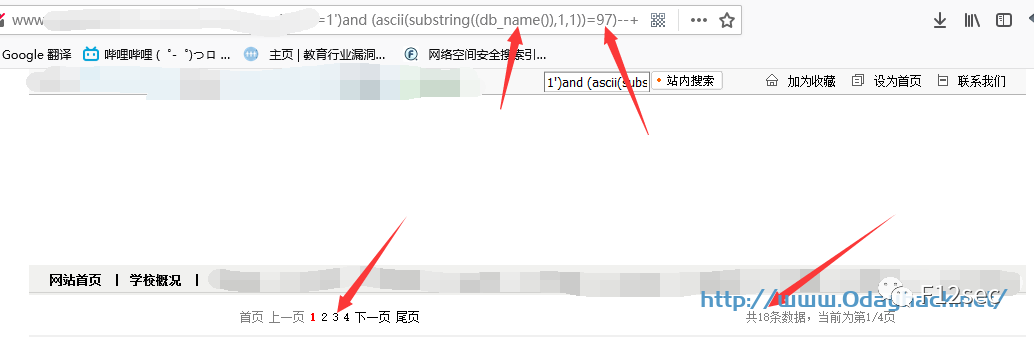 www. =1')and (ascii(substring((db_name()),1,1))=97)--+
Google 翻译 哔哩哔哩 ( ゜- ゜)つロ ... 主页 | 教育行业漏洞... 网络空间安全搜索引...
1')and (ascii(subs 站内搜索 加为收藏 设为首页 联系我们
网站首页 | 学校概况 |
http://www.0dayhack.net/ F12sec
首页 上一页 1 2 3 4 下一页 尾页 共18条数据，当前为第1/4页